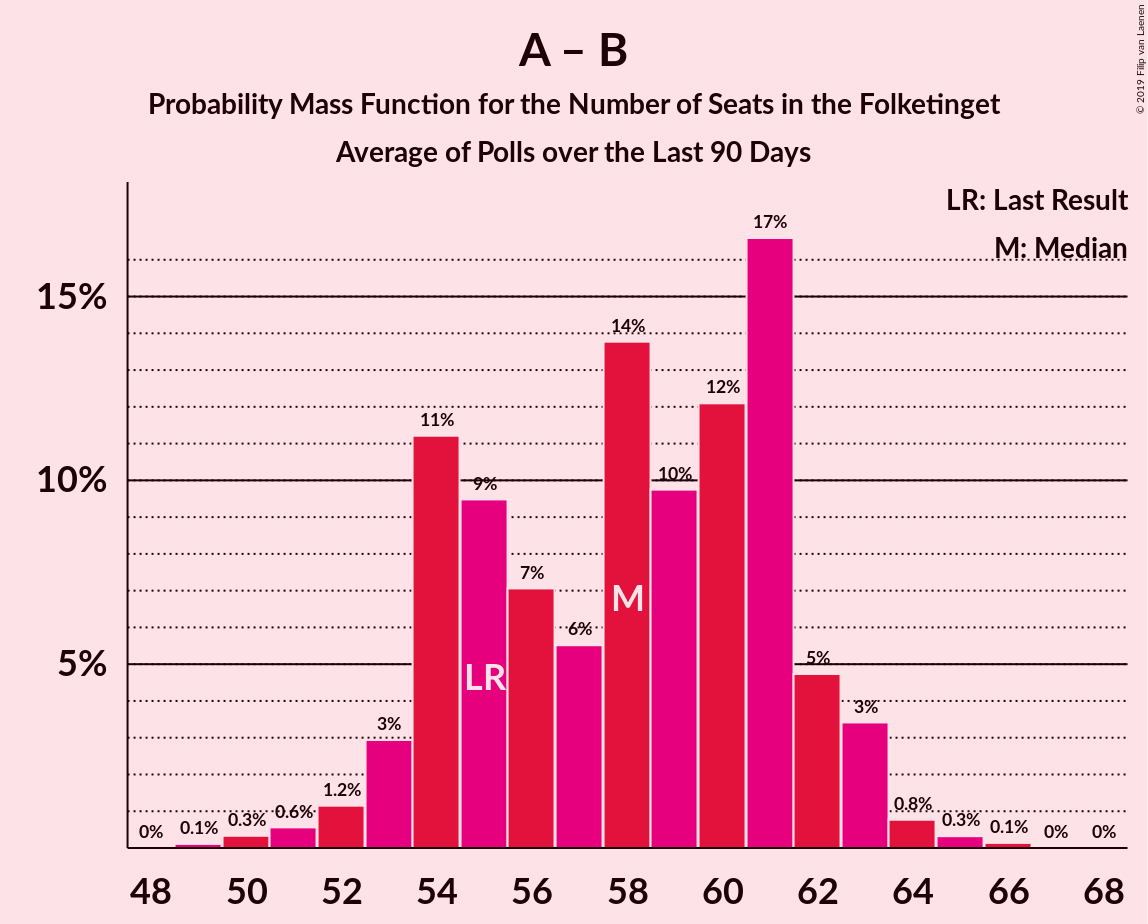 A – B
Probability Mass Function for the Number of Seats in the Folketinget
Average of Polls over the Last 90 Days
© 2019 Filip van Laenen
LR: Last Result
M: Median
17%
15%
14%
12%
11%
10%
10%
9%
7%
M
6%
5%
5%
LR
3%
3%
1.2%
0.8%
0.6%
0.3%
0.3%
0.1%
0.1%
0%
0%
0%
48 50 52 54 56 58 60 62 64 66 68